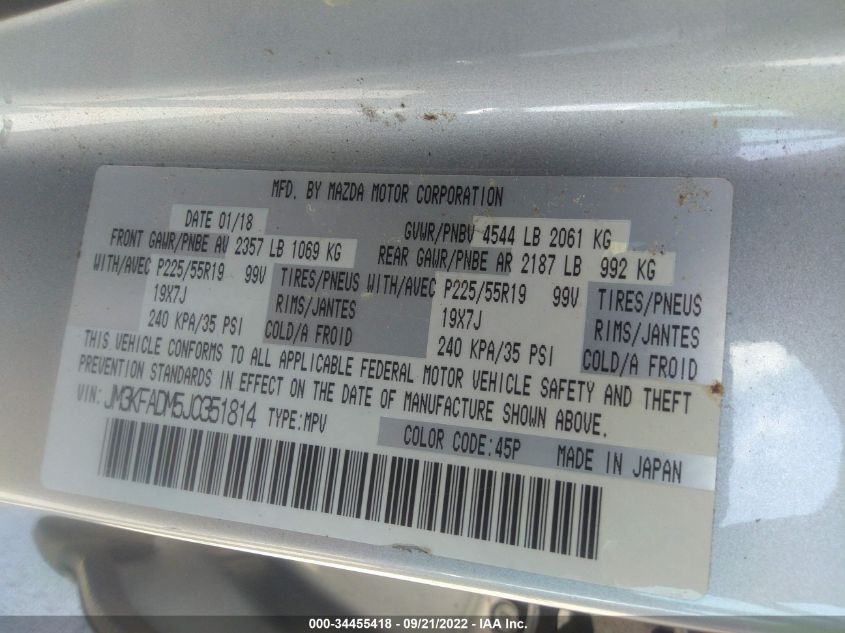 MFD. BY MAZDA MOTOR CORPORATION
DATE 01/18
GVWR/PNBV 4544 LB 2061 KG
FRONT GAWR/PNBE AV 2357 LB 1069 KG
REAR GAWR/PNBE AR 2187 LB 992 KG
WITH/AVEC P225/55R19 99V TIRES/PNEUS WITH/AVEC P225/55R19 99V TIRES/PNEUS
19X7J RIMS/JANTES 19X7J RIMS/JANTES
240 KPA/35 PSI COLD/A FROID 240 KPA/35 PSI COLD/A FROID
THIS VEHICLE CONFORMS TO ALL APPLICABLE FEDERAL MOTOR VEHICLE SAFETY AND THEFT
PREVENTION STANDARDS IN EFFECT ON THE DATE OF MANUFACTURE SHOWN ABOVE.
VIN: JM3KFADM5J0351814 TYPE:MPV
COLOR CODE:45P MADE IN JAPAN
000-34455418 - 09/21/2022 - IAA Inc.